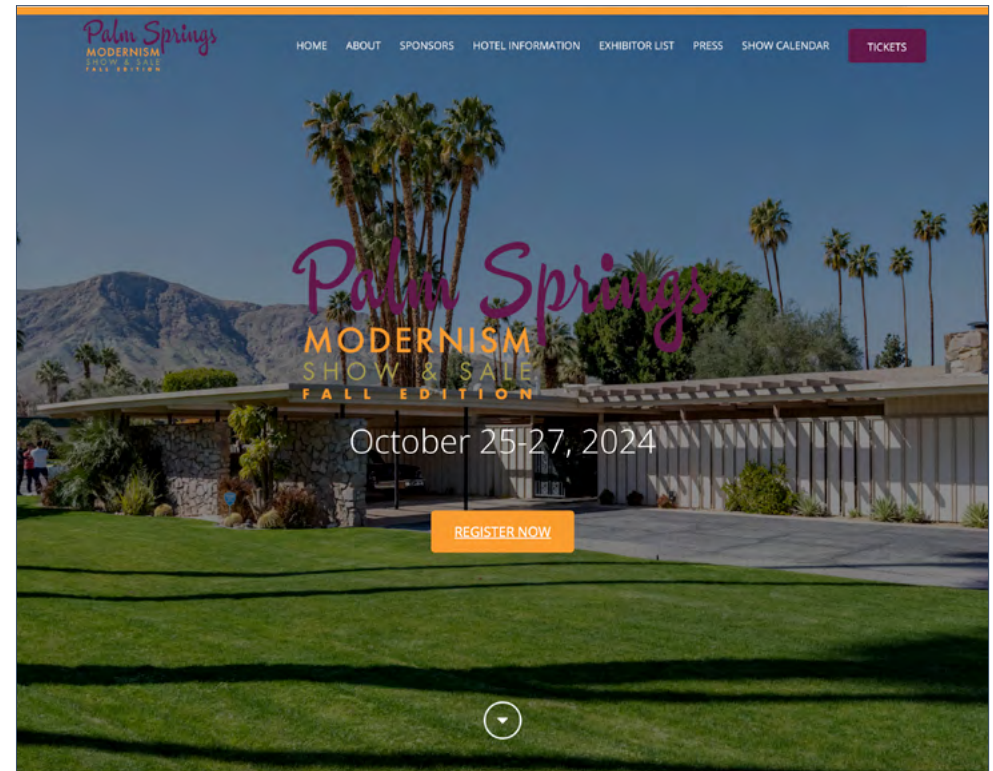 Palm Springs
MODERNISM
SHOW & SALE
FALL EDITION
HOME ABOUT SPONSORS HOTEL INFORMATION EXHIBITOR LIST PRESS SHOW CALENDAR TICKETS
Palm Springs
MODERNISM
SHOW & SALE
FALL EDITION
October 25-27, 2024
REGISTER NOW